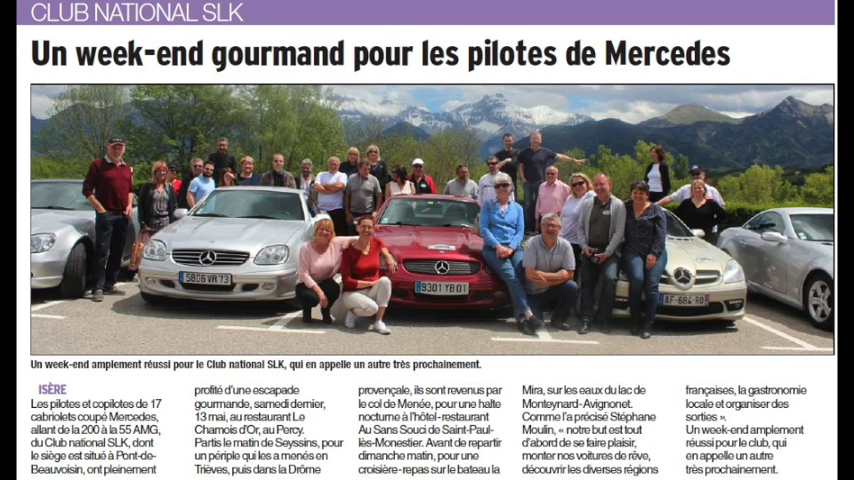 CLUB NATIONAL SLK
Un week-end gourmand pour les pilotes de Mercedes
5806 VR 73
9301 YB 01
AF-664-RD
Un week-end amplement réussi pour le Club national SLK, qui en appelle un autre très prochainement.
ISÈRE
Les pilotes et copilotes de 17
cabriolets coupé Mercedes,
allant de la 200 à la 55 AMG,
du Club national SLK, dont
le siège est situé à Pont-de-
Beauvoisin, ont pleinement
profité d'une escapade
gourmande, samedi dernier,
13 mai, au restaurant Le
Chamois d'Or, au Percy.
Partis le matin de Seyssins, pour
un périple qui les a menés en
Trièves, puis dans la Drôme
provençale, ils sont revenus par
le col de Menée, pour une halte
nocturne à l'hôtel-restaurant
Au Sans Souci de Saint-Paul-
lès-Monestier. Avant de repartir
dimanche matin, pour une
croisière-repas sur le bateau la
Mira, sur les eaux du lac de
Monteynard-Avignonet.
Comme l'a précisé Stéphane
Moulin, « notre but est tout
d'abord de se faire plaisir,
monter nos voitures de rêve,
découvrir les diverses régions
françaises, la gastronomie
locale et organiser des
sorties ».
Un week-end amplement
réussi pour le club, qui
en appelle un autre
très prochainement.